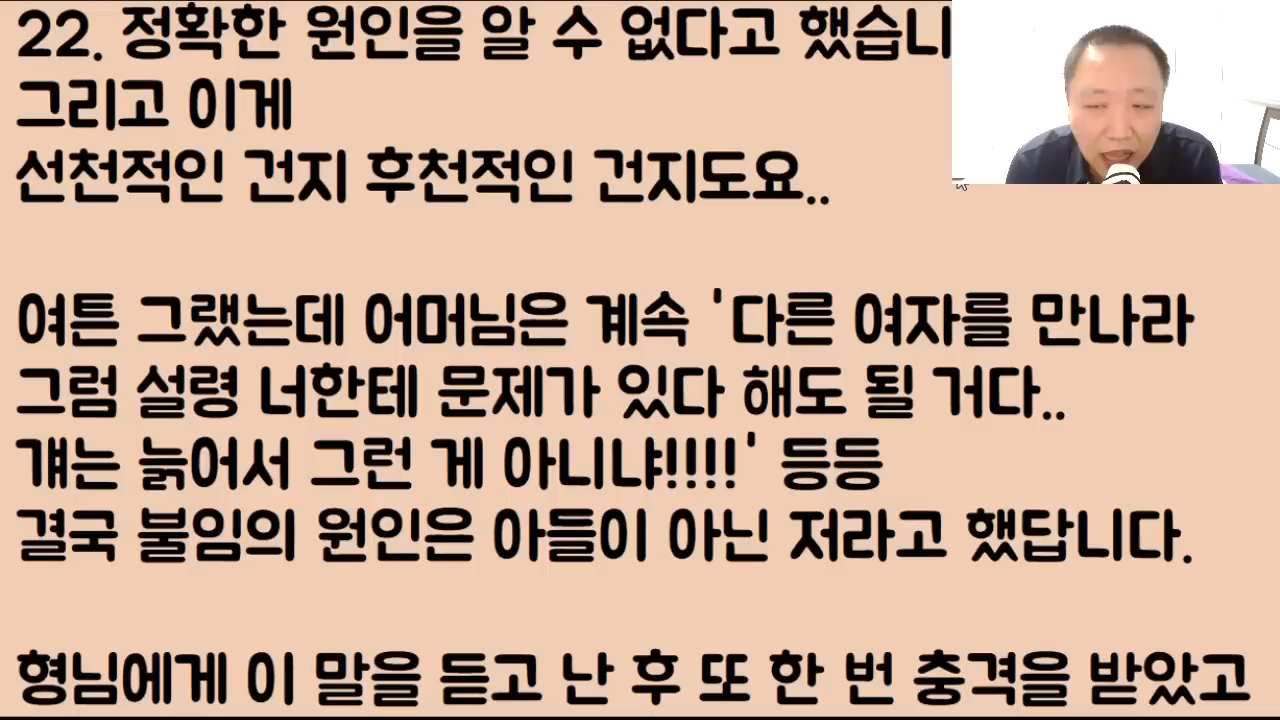 22. 정확한 원인을 알 수 없다고 했습니
그리고 이게
선천적인 건지 후천적인 건지도요..
여튼 그랬는데 어머님은 계속 '다른 여자를 만나라
그럼 설령 너한테 문제가 있다 해도 될 거다..
걔는 늙어서 그런 게 아니냐!!!!' 등등
결국 불임의 원인은 아들이 아닌 저라고 했답니다.
형님에게 이 말을 듣고 난 후 또 한 번 충격을 받았고